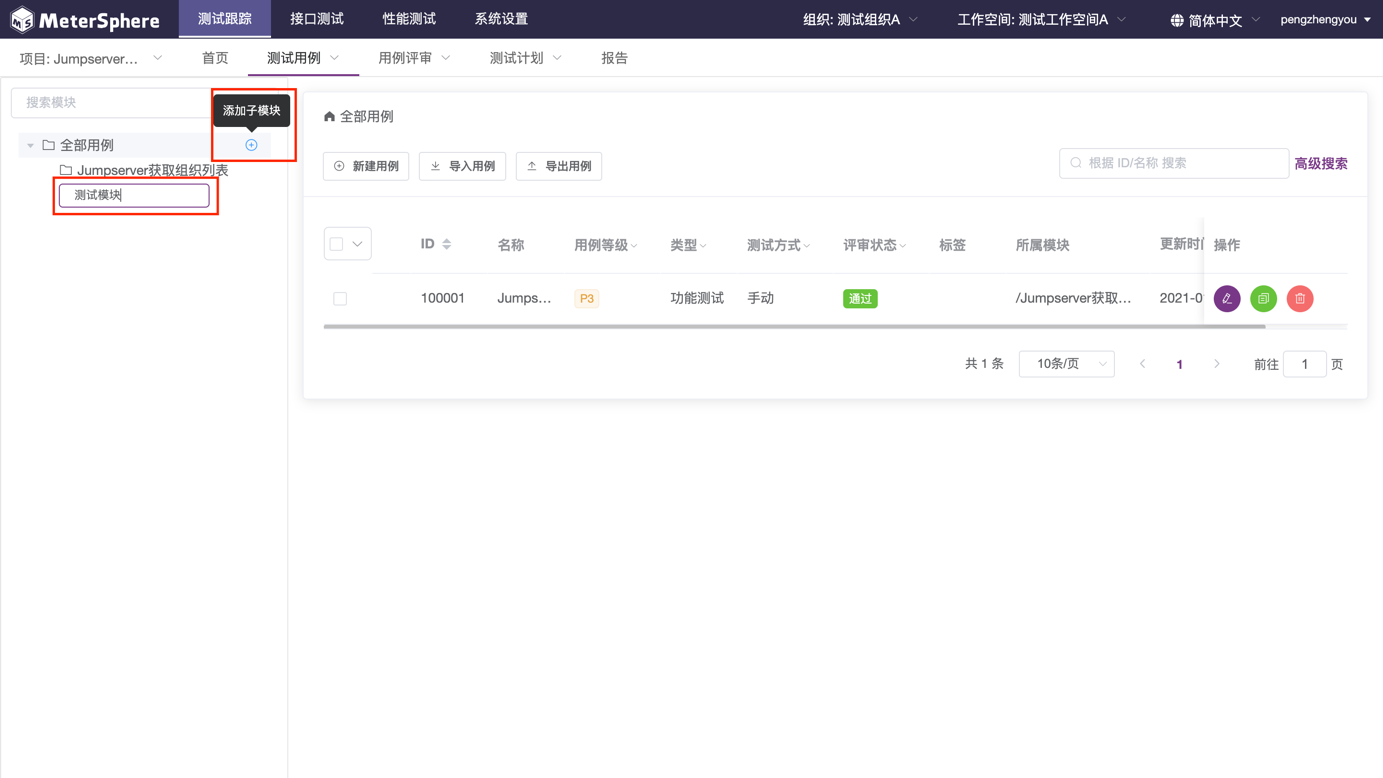 MeterSphere 测试跟踪 接口测试 性能测试 系统设置 组织: 测试组织A 工作空间: 测试工作空间A 简体中文 pengzhengyou
项目: Jumpserver... 首页 测试用例 用例评审 测试计划 报告
搜索模块
添加子模块
全部用例
Jumpserver获取组织列表
测试模块
全部用例
新建用例 导入用例 导出用例 根据 ID/名称 搜索 高级搜索
ID 名称 用例等级 类型 测试方式 评审状态 标签 所属模块 更新时 操作
100001 Jumps... P3 功能测试 手动 通过 /Jumpserver获取... 2021-0
共 1 条 10条/页 1 前往 1 页